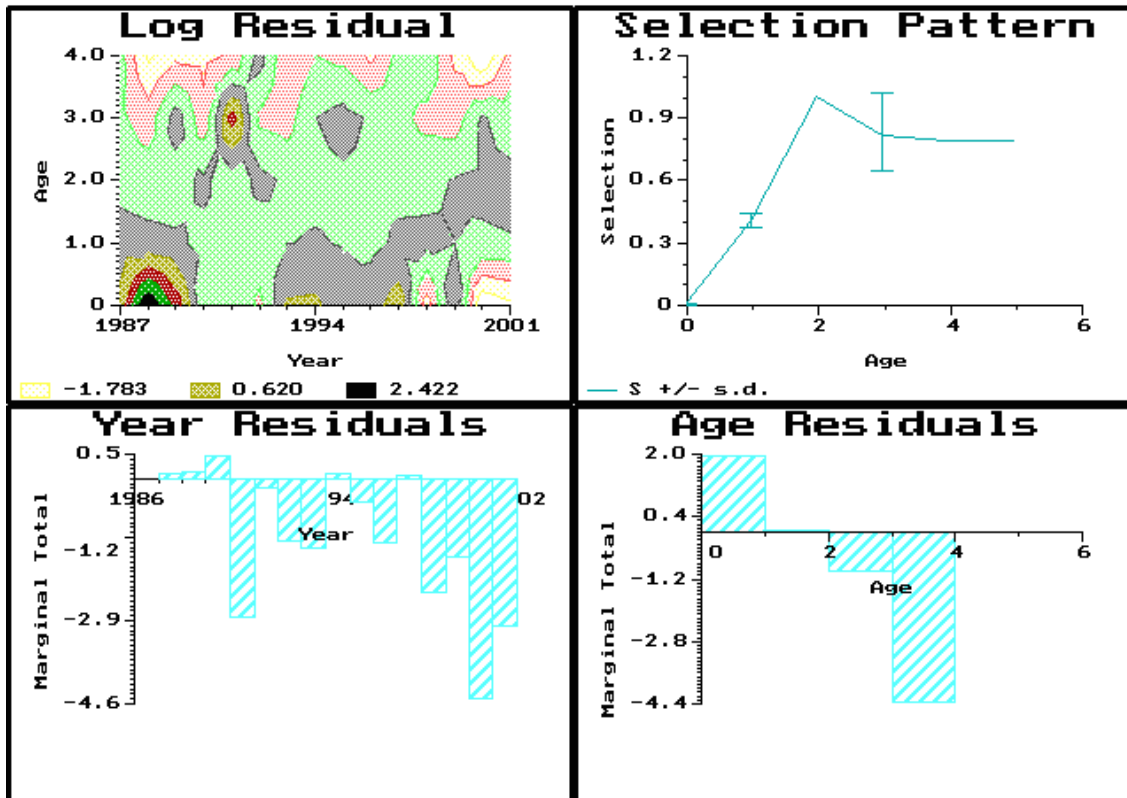 Log Residual
4.0
3.0
Age
2.0
1.0
0
1987 1994 2001
Year
-1.783 0.620 2.422
Selection Pattern
1.2
0.9
Selection
0.6
0.3
0
0 2 4 6
Age
S +/- s.d.
Year Residuals
0.5
1986 94 02
Year
Marginal Total
-1.2
-2.9
-4.6
Age Residuals
2.0
0.4
0 2 4 6
Age
Marginal Total
-1.2
-2.8
-4.4